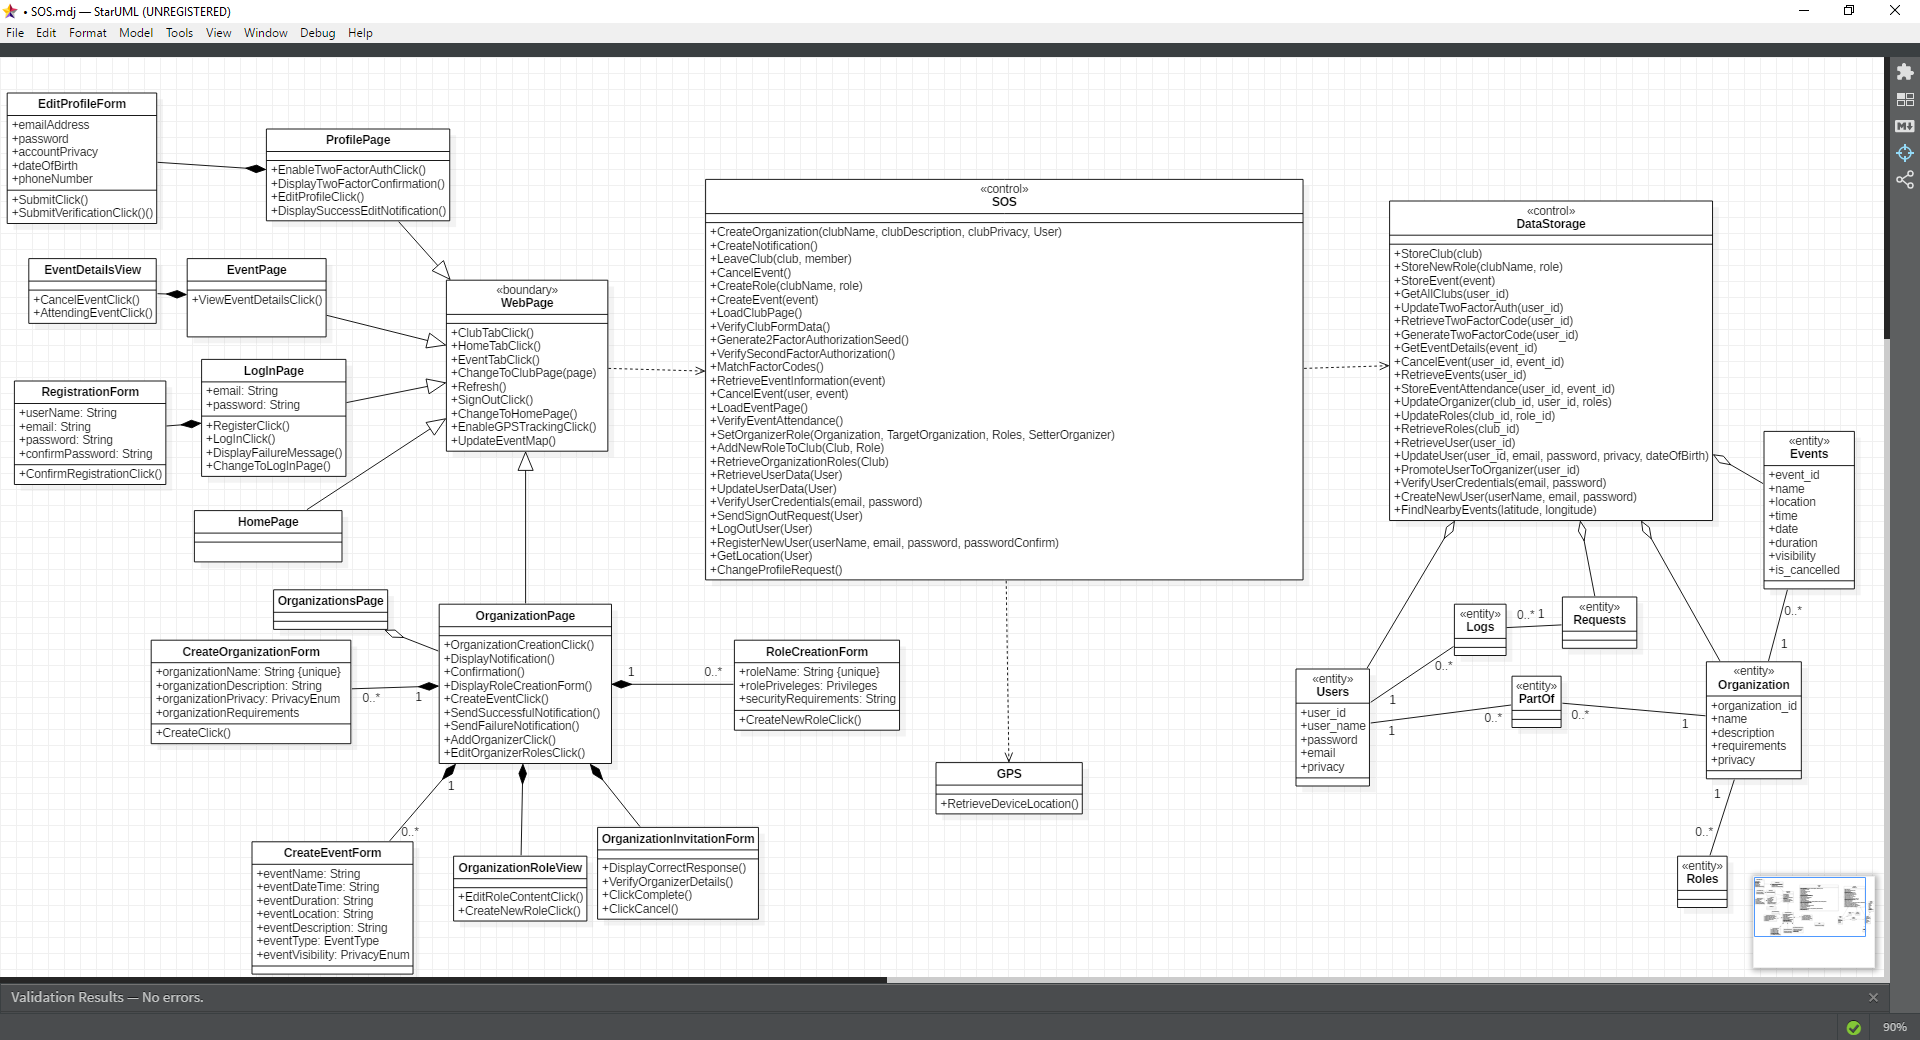 • SOS.mdj — StarUML (UNREGISTERED)
File Edit Format Model Tools View Window Debug Help
EditProfileForm
+emailAddress
+password
+accountPrivacy
+dateOfBirth
+phoneNumber
+SubmitClick()
+SubmitVerificationClick()()
ProfilePage
+EnableTwoFactorAuthClick()
+DisplayTwoFactorConfirmation()
+EditProfileClick()
+DisplaySuccessEditNotification()
EventDetailsView
+CancelEventClick()
+AttendingEventClick()
EventPage
+ViewEventDetailsClick()
RegistrationForm
+userName: String
+email: String
+password: String
+confirmPassword: String
+ConfirmRegistrationClick()
LogInPage
+email: String
+password: String
+RegisterClick()
+LogInClick()
+DisplayFailureMessage()
+ChangeToLogInPage()
HomePage
«boundary»
WebPage
+ClubTabClick()
+HomeTabClick()
+EventTabClick()
+ChangeToClubPage(page)
+Refresh()
+SignOutClick()
+ChangeToHomePage()
+EnableGPSTrackingClick()
+UpdateEventMap()
OrganizationsPage
CreateOrganizationForm
+organizationName: String {unique}
+organizationDescription: String
+organizationPrivacy: PrivacyEnum
+organizationRequirements
+CreateClick()
0..*
1
OrganizationPage
+OrganizationCreationClick()
+DisplayNotification()
+Confirmation()
+DisplayRoleCreationForm()
+CreateEventClick()
+SendSuccessfulNotification()
+SendFailureNotification()
+AddOrganizerClick()
+EditOrganizerRolesClick()
1
0..*
RoleCreationForm
+roleName: String {unique}
+rolePriveleges: Privileges
+securityRequirements: String
+CreateNewRoleClick()
1
0..*
CreateEventForm
+eventName: String
+eventDateTime: String
+eventDuration: String
+eventLocation: String
+eventDescription: String
+eventType: EventType
+eventVisibility: PrivacyEnum
OrganizationRoleView
+EditRoleContentClick()
+CreateNewRoleClick()
OrganizationInvitationForm
+DisplayCorrectResponse()
+VerifyOrganizerDetails()
+ClickComplete()
+ClickCancel()
«control»
SOS
+CreateOrganization(clubName, clubDescription, clubPrivacy, User)
+CreateNotification()
+LeaveClub(club, member)
+CancelEvent()
+CreateRole(clubName, role)
+CreateEvent(event)
+LoadClubPage()
+VerifyClubFormData()
+Generate2FactorAuthorizationSeed()
+VerifySecondFactorAuthorization()
+MatchFactorCodes()
+RetrieveEventInformation(event)
+CancelEvent(user, event)
+LoadEventPage()
+VerifyEventAttendance()
+SetOrganizerRole(Organization, TargetOrganization, Roles, SetterOrganizer)
+AddNewRoleToClub(Club, Role)
+RetrieveOrganizationRoles(Club)
+RetrieveUserData(User)
+UpdateUserData(User)
+VerifyUserCredentials(email, password)
+SendSignOutRequest(User)
+LogOutUser(User)
+RegisterNewUser(userName, email, password, passwordConfirm)
+GetLocation(User)
+ChangeProfileRequest()
GPS
+RetrieveDeviceLocation()
«control»
DataStorage
+StoreClub(club)
+StoreNewRole(clubName, role)
+StoreEvent(event)
+GetAllClubs(user_id)
+UpdateTwoFactorAuth(user_id)
+RetrieveTwoFactorCode(user_id)
+GenerateTwoFactorCode(user_id)
+GetEventDetails(event_id)
+CancelEvent(user_id, event_id)
+RetrieveEvents(user_id)
+StoreEventAttendance(user_id, event_id)
+UpdateOrganizer(club_id, user_id, roles)
+UpdateRoles(club_id, role_id)
+RetrieveRoles(club_id)
+RetrieveUser(user_id)
+UpdateUser(user_id, email, password, privacy, dateOfBirth)
+PromoteUserToOrganizer(user_id)
+VerifyUserCredentials(email, password)
+CreateNewUser(userName, email, password)
+FindNearbyEvents(latitude, longitude)
«entity»
Events
+event_id
+name
+location
+time
+date
+duration
+visibility
+is_cancelled
0..*
1
«entity»
Logs
0..* 1
«entity»
Requests
0..*
1
«entity»
Users
+user_id
+user_name
+password
+email
+privacy
1
0..*
«entity»
PartOf
0..*
1
«entity»
Organization
+organization_id
+name
+description
+requirements
+privacy
1
0..*
«entity»
Roles
Validation Results — No errors.
90%